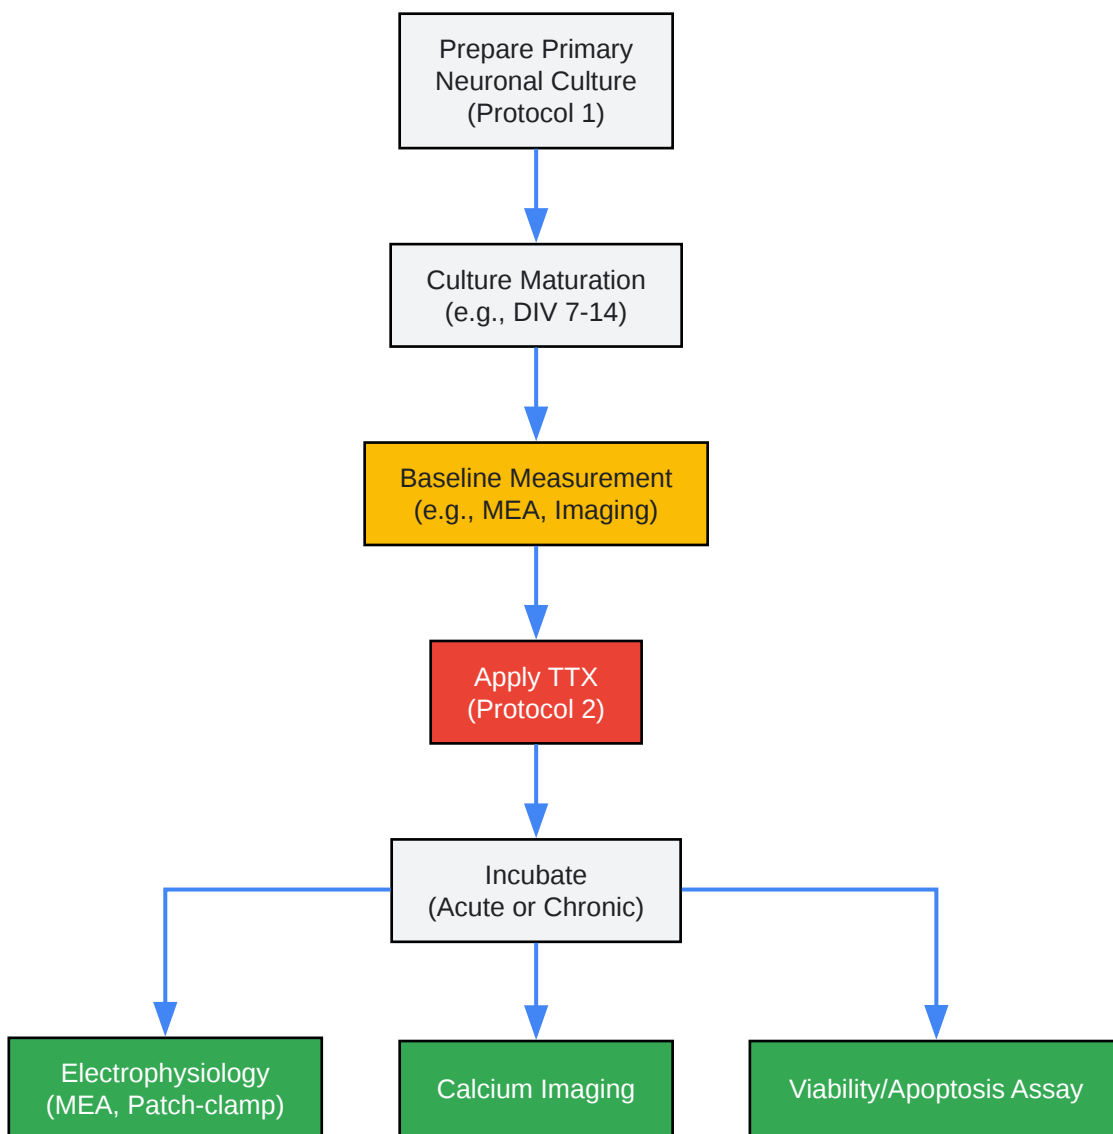 Prepare Primary
Neuronal Culture
(Protocol 1)
Culture Maturation
(e.g., DIV 7-14)
Baseline Measurement
(e.g., MEA, Imaging)
Apply TTX
(Protocol 2)
Incubate
(Acute or Chronic)
Electrophysiology
(MEA, Patch-clamp)
Calcium Imaging
Viability/Apoptosis Assay